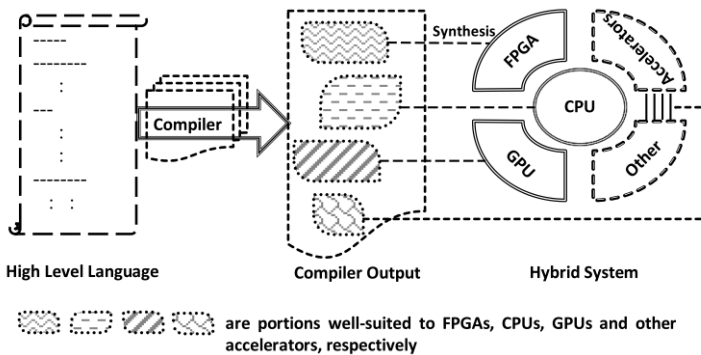 Synthesis
FPGA
Accelerators
Compiler
CPU
GPU
Other
High Level Language
Compiler Output
Hybrid System
are portions well-suited to FPGAs, CPUs, GPUs and other
accelerators, respectively